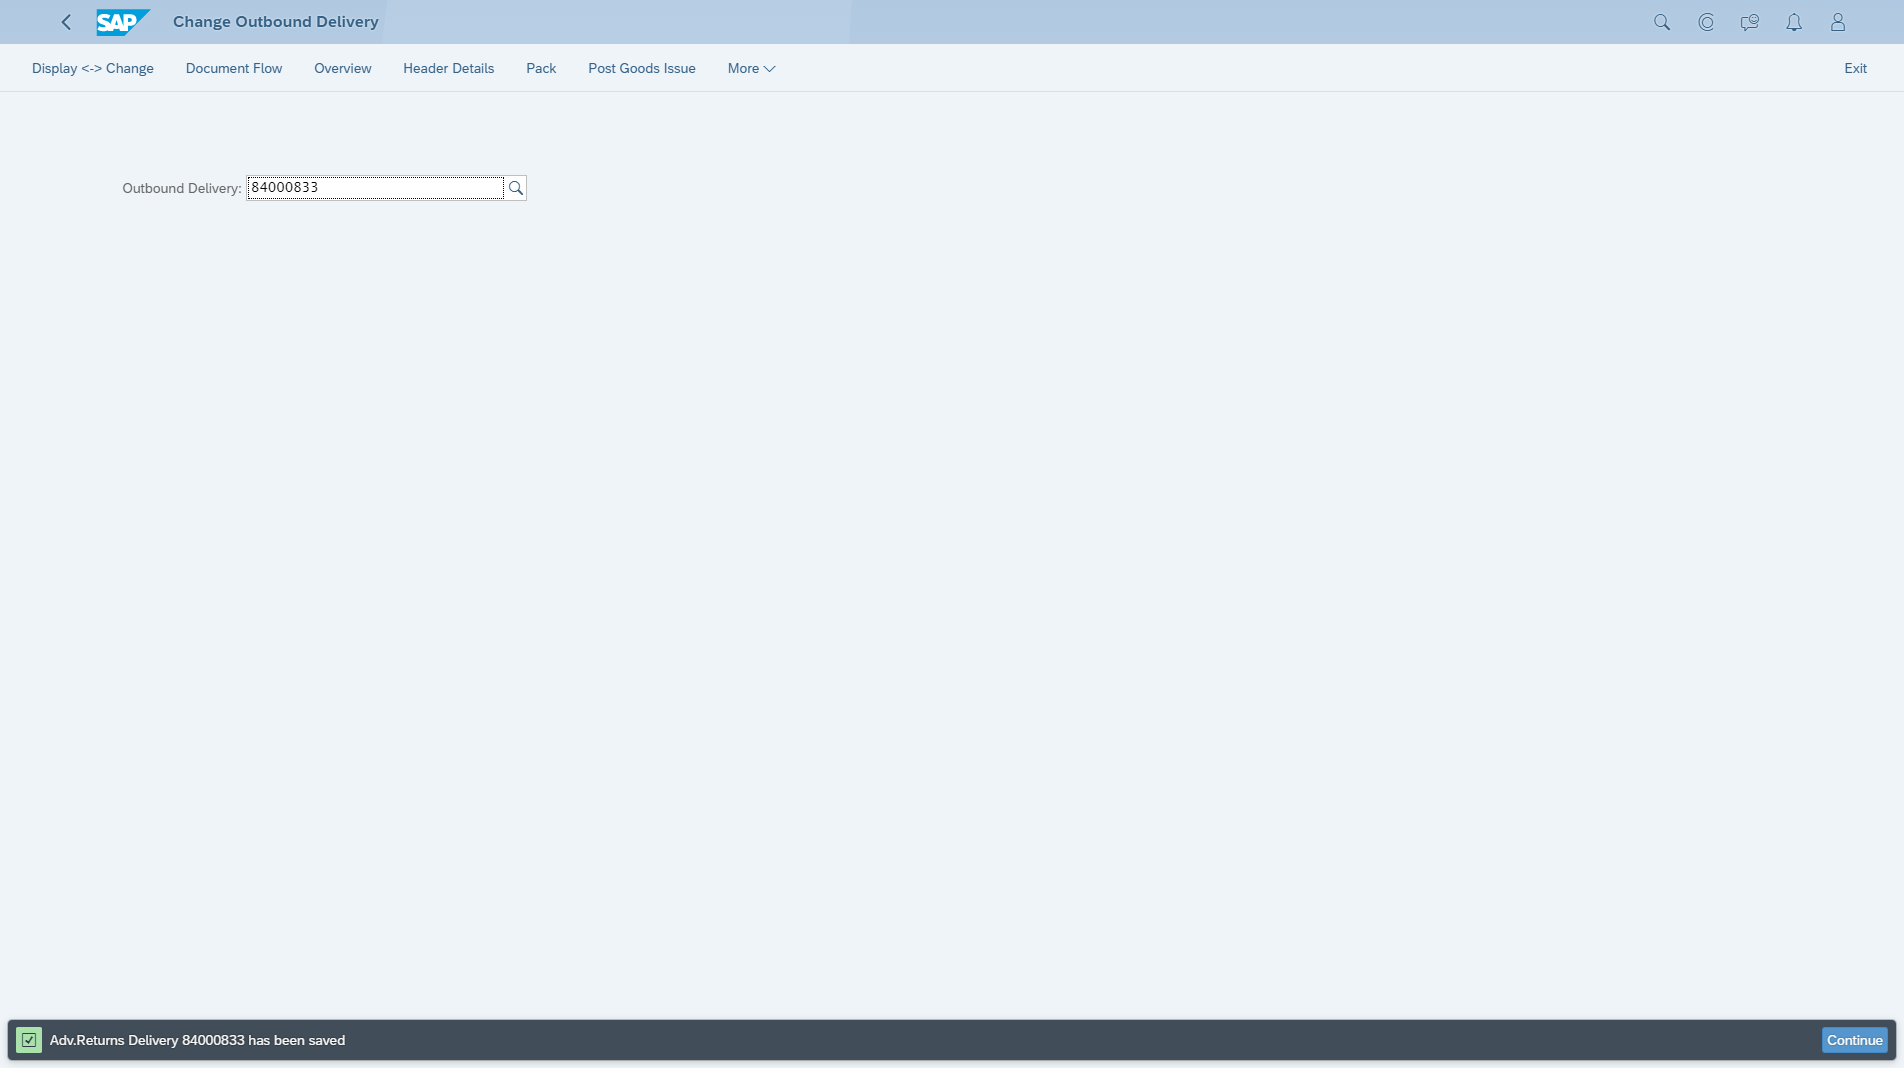 SAP Change Outbound Delivery
Display <-> Change Document Flow Overview Header Details Pack Post Goods Issue More Exit
Outbound Delivery: 84000833
Adv.Returns Delivery 84000833 has been saved Continue